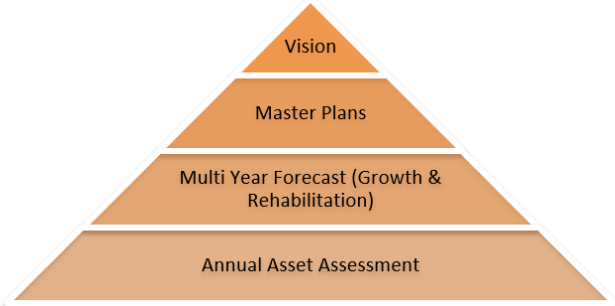 Vision
Master Plans
Multi Year Forecast (Growth &
Rehabilitation)
Annual Asset Assessment